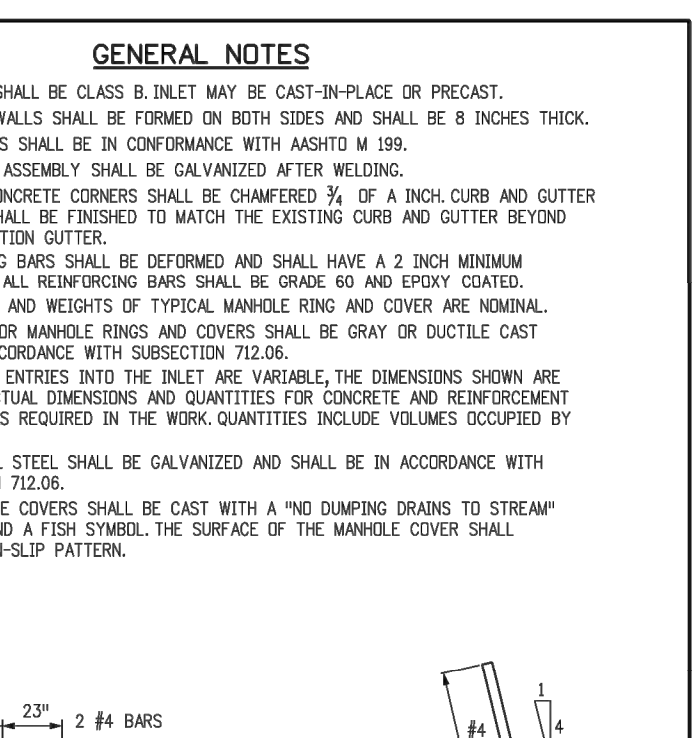 GENERAL NOTES
SHALL BE CLASS B. INLET MAY BE CAST-IN-PLACE OR PRECAST.
WALLS SHALL BE FORMED ON BOTH SIDES AND SHALL BE 8 INCHES THICK.
S SHALL BE IN CONFORMANCE WITH AASHTO M 199.
ASSEMBLY SHALL BE GALVANIZED AFTER WELDING.
ONCRETE CORNERS SHALL BE CHAMFERED 3/4 OF A INCH. CURB AND GUTTER
HALL BE FINISHED TO MATCH THE EXISTING CURB AND GUTTER BEYOND
TION GUTTER.
G BARS SHALL BE DEFORMED AND SHALL HAVE A 2 INCH MINIMUM
ALL REINFORCING BARS SHALL BE GRADE 60 AND EPOXY COATED.
AND WEIGHTS OF TYPICAL MANHOLE RING AND COVER ARE NOMINAL.
OR MANHOLE RINGS AND COVERS SHALL BE GRAY OR DUCTILE CAST
CORDANCE WITH SUBSECTION 712.06.
ENTRIES INTO THE INLET ARE VARIABLE, THE DIMENSIONS SHOWN ARE
CTUAL DIMENSIONS AND QUANTITIES FOR CONCRETE AND REINFORCEMENT
S REQUIRED IN THE WORK. QUANTITIES INCLUDE VOLUMES OCCUPIED BY
L STEEL SHALL BE GALVANIZED AND SHALL BE IN ACCORDANCE WITH
712.06.
E COVERS SHALL BE CAST WITH A "NO DUMPING DRAINS TO STREAM"
ND A FISH SYMBOL. THE SURFACE OF THE MANHOLE COVER SHALL
N-SLIP PATTERN.
23" 2 #4 BARS
#4
1
4